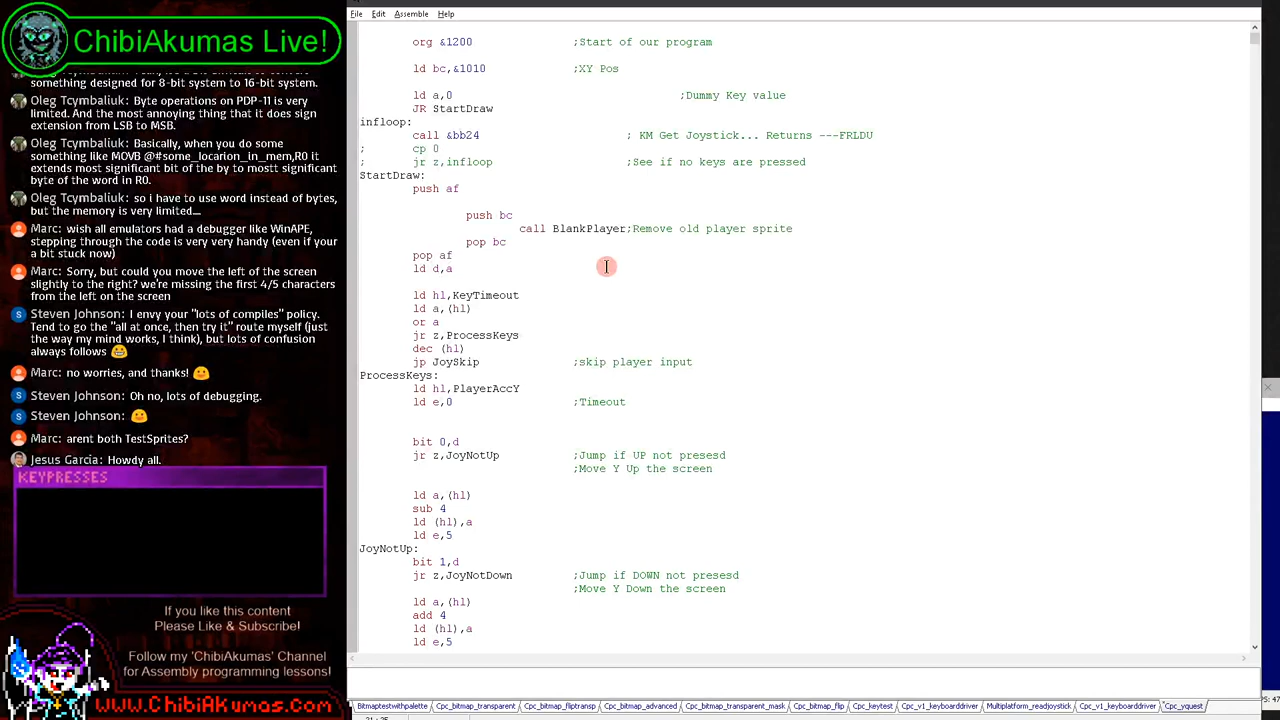 ChibiAkumas Live!
something designed for 8-bit system to 16-bit system.
Oleg Tcymbaliuk: Byte operations on PDP-11 is very
limited. And the most annoying thing that it does sign
extension from LSB to MSB.
Oleg Tcymbaliuk: Basically, when you do some
something like MOVB @#some_locarion_in_mem,R0 it
extends most significant bit of the by to mostt significant
byte of the word in R0.
Oleg Tcymbaliuk: so i have to use word instead of bytes,
but the memory is very limited...
Marc: wish all emulators had a debugger like WinAPE,
stepping through the code is very very handy (even if your
a bit stuck now)
Marc: Sorry, but could you move the left of the screen
slightly to the right? we're missing the first 4/5 characters
from the left on the screen
Steven Johnson: I envy your "lots of compiles" policy.
Tend to go the "all at once, then try it" route myself (just
the way my mind works, I think), but lots of confusion
always follows
Marc: no worries, and thanks!
Steven Johnson: Oh no, lots of debugging.
Steven Johnson:
Marc: arent both TestSprites?
Jesus Garcia: Howdy all.
KEYPRESSES
If you like this content
Please Like & Subscribe!
Follow my 'ChibiAkumas' Channel
for Assembly programming lessons!
www.ChibiAkumas.com
File Edit Assemble Help
org &1200 ;Start of our program
ld bc,&1010 ;XY Pos
ld a,0 ;Dummy Key value
JR StartDraw
infloop:
call &bb24 ; KM Get Joystick... Returns ---FRLDU
; cp 0
; jr z,infloop ;See if no keys are pressed
StartDraw:
push af
push bc
call BlankPlayer;Remove old player sprite
pop bc
pop af
ld d,a
ld hl,KeyTimeout
ld a,(hl)
or a
jr z,ProcessKeys
dec (hl)
jp JoySkip ;skip player input
ProcessKeys:
ld hl,PlayerAccY
ld e,0 ;Timeout
bit 0,d
jr z,JoyNotUp ;Jump if UP not presesd
;Move Y Up the screen
ld a,(hl)
sub 4
ld (hl),a
ld e,5
JoyNotUp:
bit 1,d
jr z,JoyNotDown ;Jump if DOWN not presesd
;Move Y Down the screen
ld a,(hl)
add 4
ld (hl),a
ld e,5
Bitmaptestwithpalette Cpc_bitmap_transparent Cpc_bitmap_fliptransp Cpc_bitmap_advanced Cpc_bitmap_transparent_mask Cpc_bitmap_flip Cpc_keytest Cpc_v1_keyboarddriver Multiplatform_readjoystick Cpc_v1_keyboarddriver *Cpc_yquest